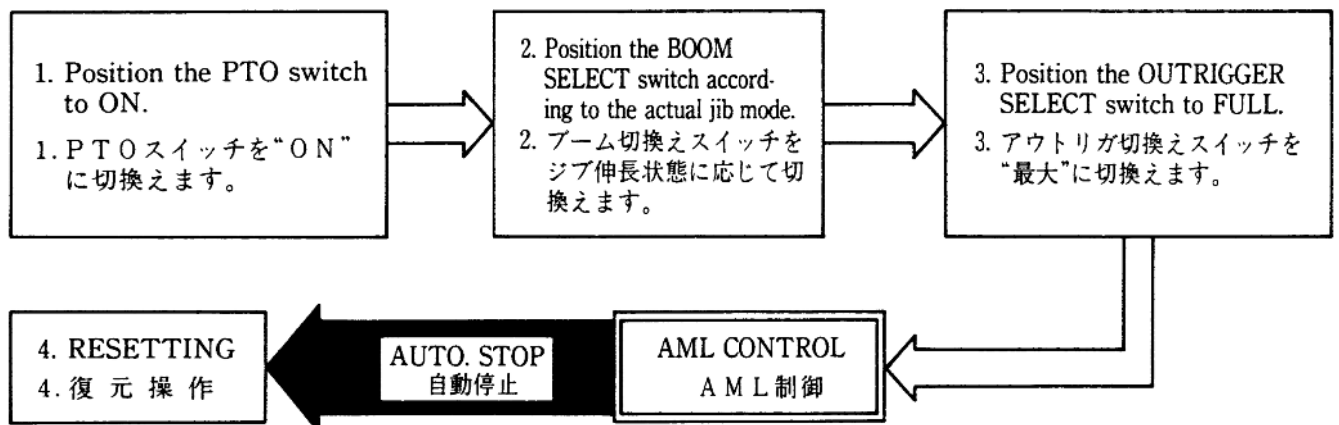 1. Position the PTO switch
to ON.
1. PTOスイッチを“ON”
に切換えます。
2. Position the BOOM
SELECT switch accord-
ing to the actual jib mode.
2. ブーム切換えスイッチを
ジブ伸長状態に応じて切
換えます。
3. Position the OUTRIGGER
SELECT switch to FULL.
3. アウトリガ切換えスイッチを
“最大”に切換えます。
AML CONTROL
AML制御
AUTO. STOP
自動停止
4. RESETTING
4. 復元操作